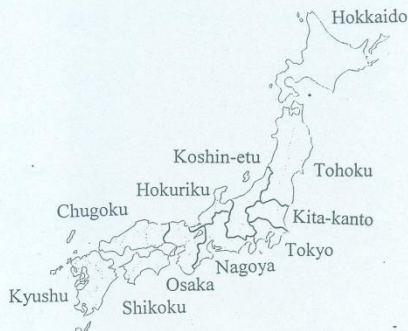 Hokkaido
Koshin-etu
Tohoku
Hokuriku
Chugoku
Kita-kanto
Tokyo
Nagoya
Osaka
Kyushu
Shikoku